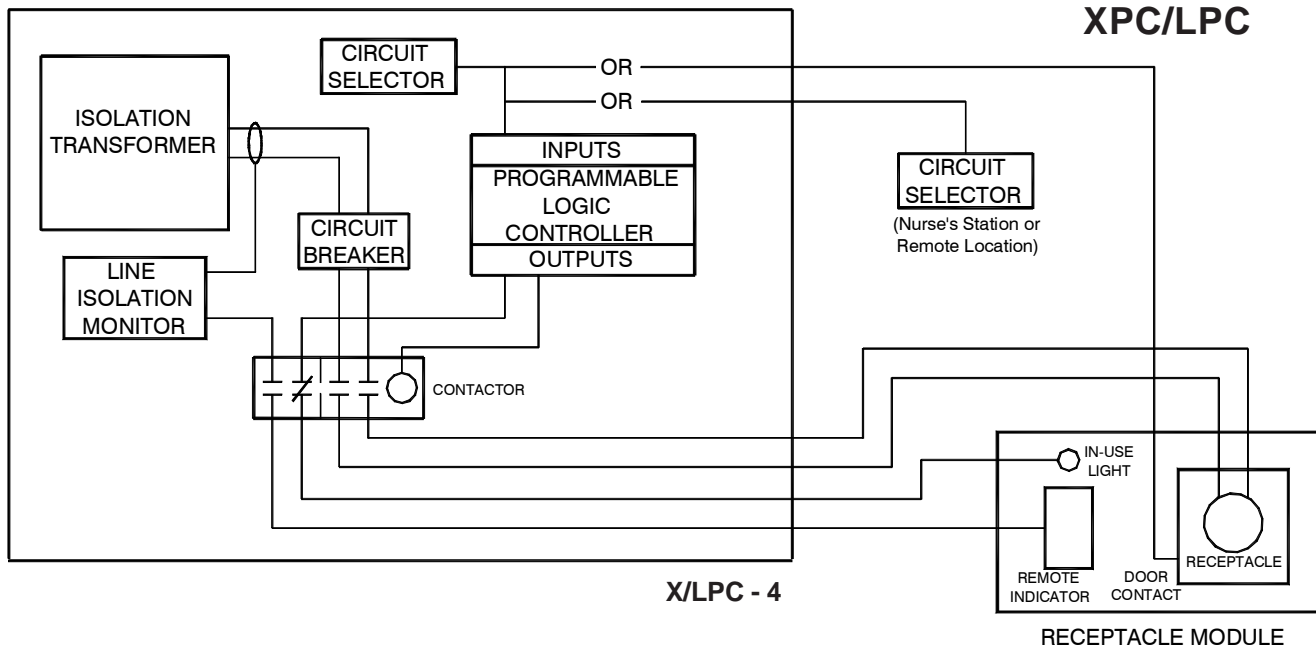 XPC/LPC
CIRCUIT
SELECTOR
OR
OR
ISOLATION
TRANSFORMER
INPUTS
PROGRAMMABLE
LOGIC
CONTROLLER
OUTPUTS
CIRCUIT
SELECTOR
(Nurse's Station or
Remote Location)
CIRCUIT
BREAKER
LINE
ISOLATION
MONITOR
CONTACTOR
IN-USE
LIGHT
RECEPTACLE
REMOTE
INDICATOR
DOOR
CONTACT
X/LPC - 4
RECEPTACLE MODULE